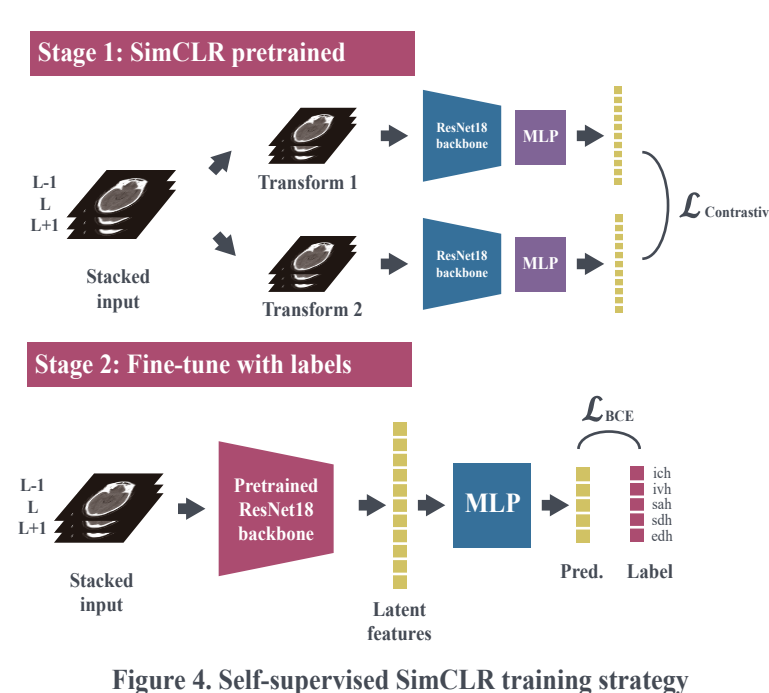 Stage 1: SimCLR pretrained
L-1
L
L+1
Stacked
input
Transform 1
ResNet18
backbone
MLP
Transform 2
ResNet18
backbone
MLP
ℒ Contrastiv
Stage 2: Fine-tune with labels
L-1
L
L+1
Stacked
input
Pretrained
ResNet18
backbone
Latent
features
MLP
ℒ BCE
ich
ivh
sah
sdh
edh
Pred.
Label
Figure 4. Self-supervised SimCLR training strategy